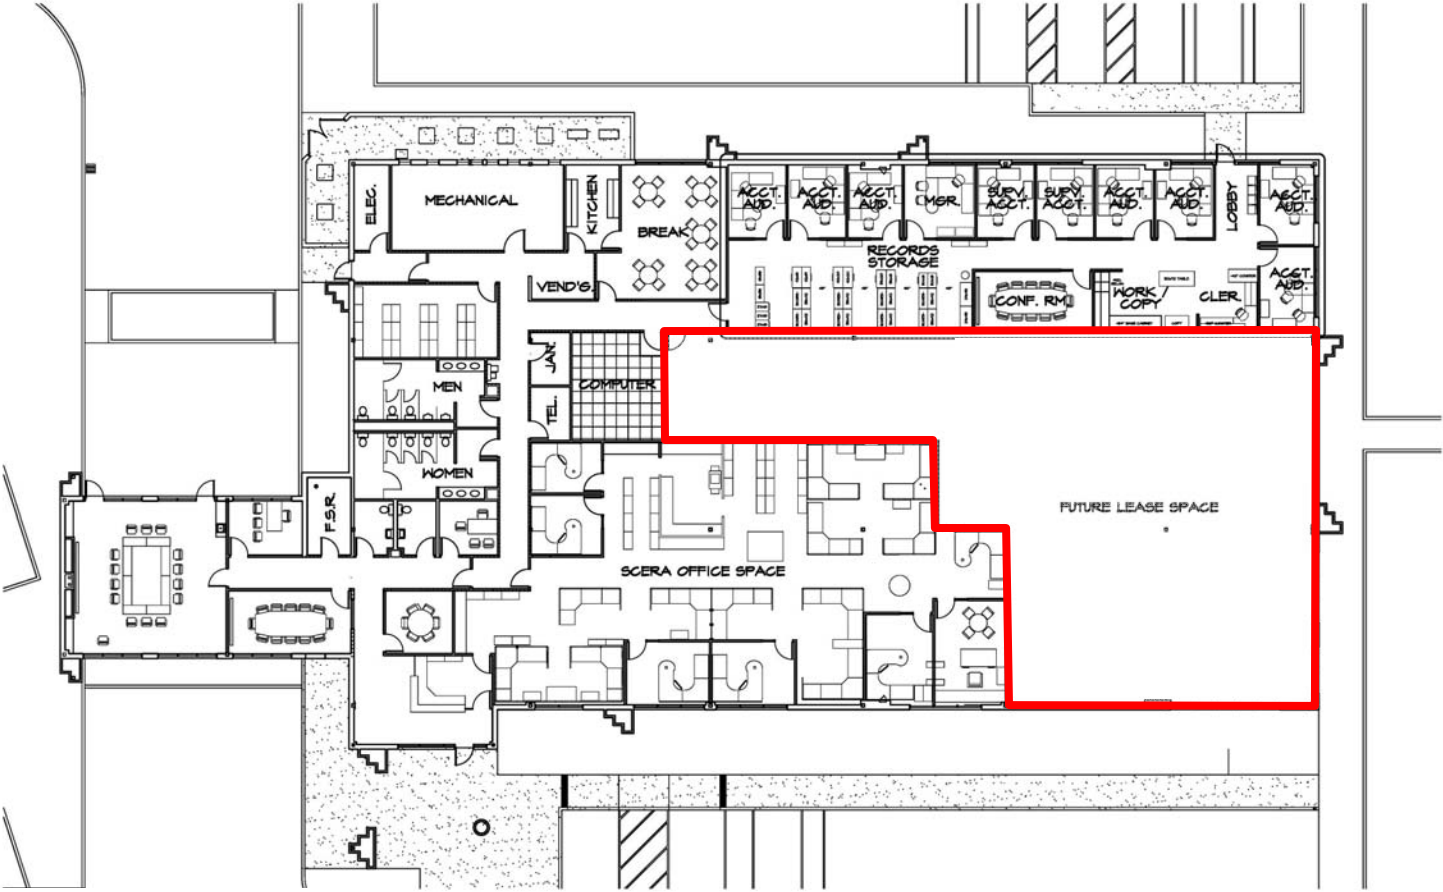 ELEC.
MECHANICAL
KITCHEN
BREAK
ACCT.
AUD.
ACCT.
AUD.
ACCT.
AUD.
MGR.
SUPV.
ACCT.
SUPV.
ACCT.
ACCT.
AUD.
ACCT.
AUD.
LOBBY
ACCT.
AUD.
RECORDS
STORAGE
VEND'S.
CONF. RM.
WORK /
COPY
CLER.
ACCT.
AUD.
JAN.
COMPUTER
MEN
TEL.
WOMEN
F.S.R.
FUTURE LEASE SPACE
SCERA OFFICE SPACE